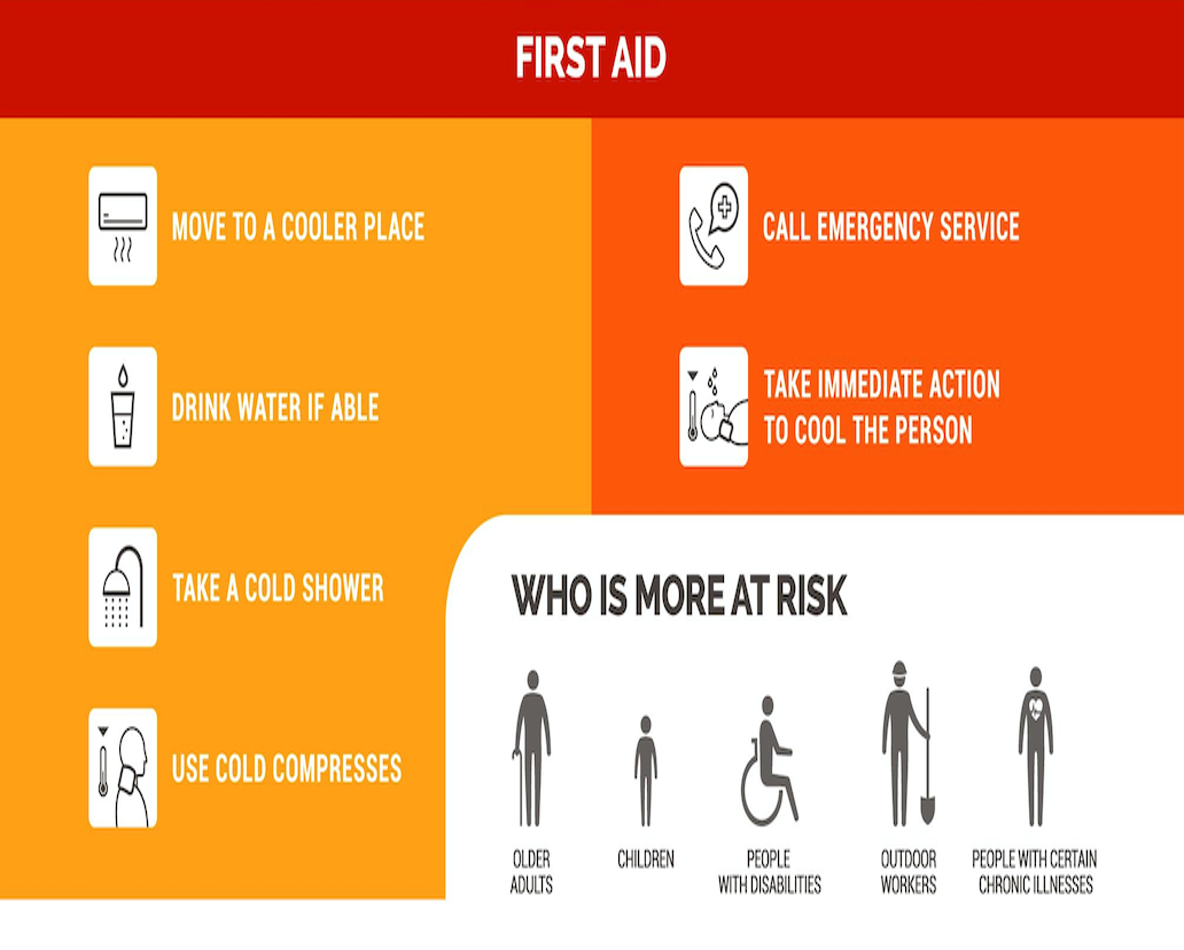 FIRST AID
MOVE TO A COOLER PLACE
DRINK WATER IF ABLE
TAKE A COLD SHOWER
USE COLD COMPRESSES
CALL EMERGENCY SERVICE
TAKE IMMEDIATE ACTION
TO COOL THE PERSON
WHO IS MORE AT RISK
OLDER
ADULTS
CHILDREN
PEOPLE
WITH DISABILITIES
OUTDOOR
WORKERS
PEOPLE WITH CERTAIN
CHRONIC ILLNESSES